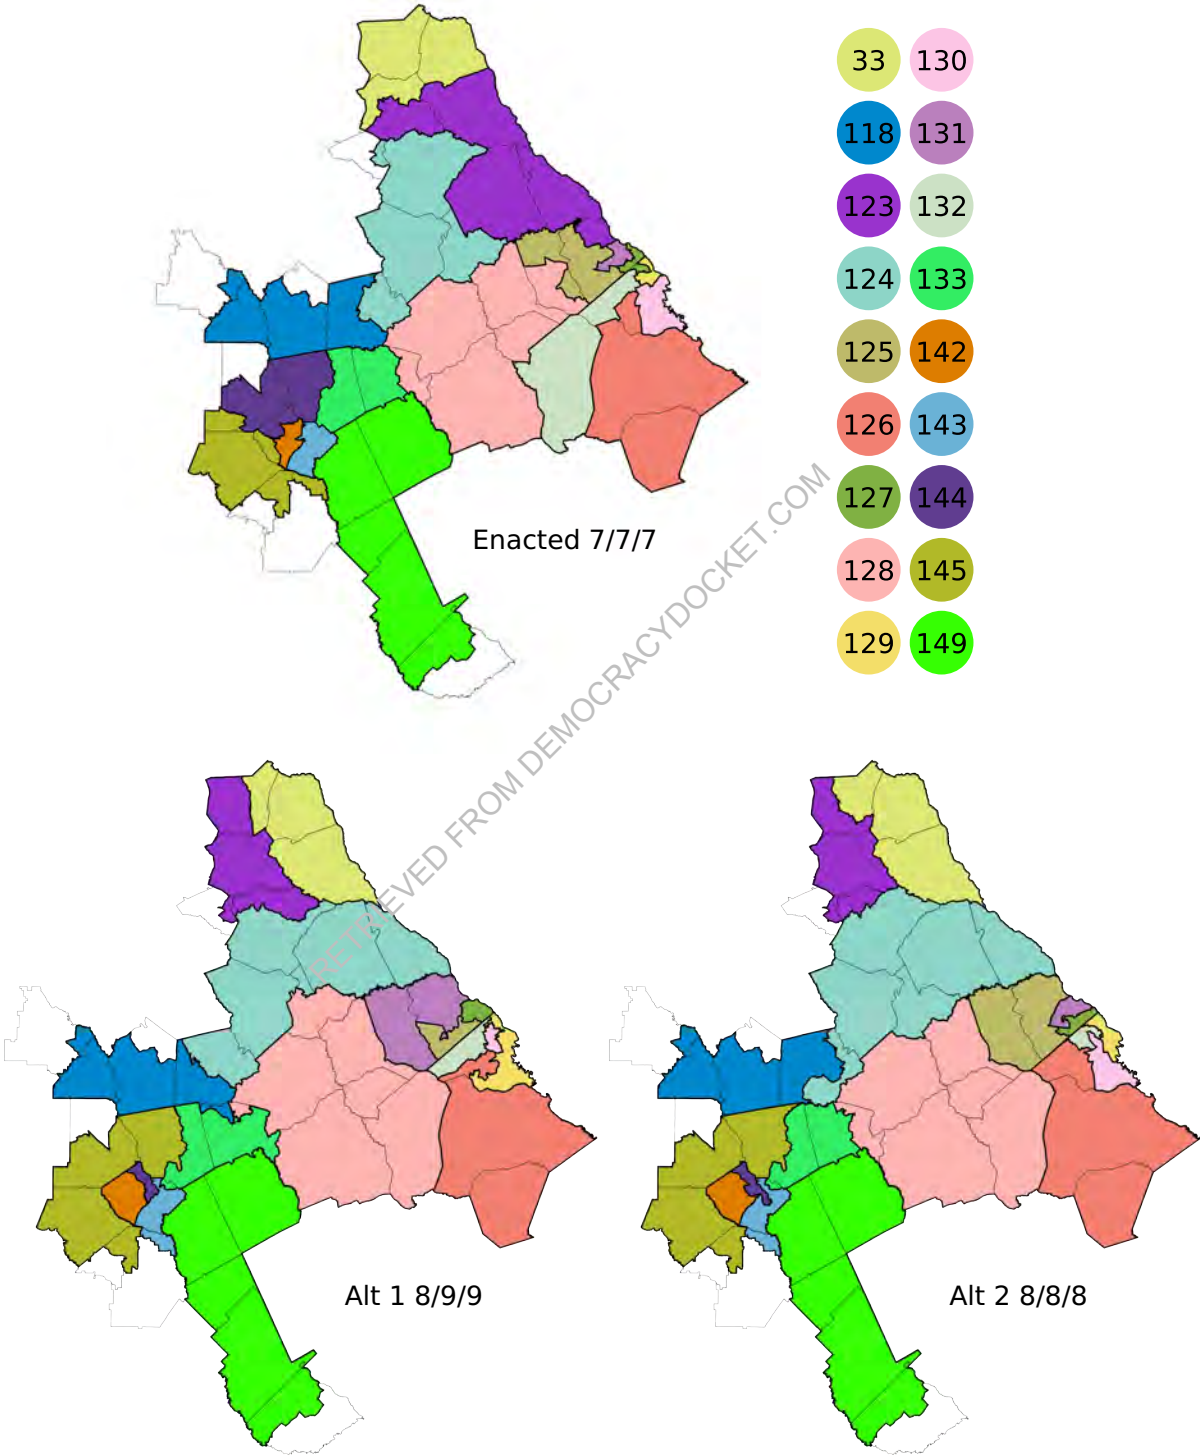 33 130
118 131
123 132
124 133
125 142
126 143
127 144
128 145
129 149
Enacted 7/7/7
RETRIEVED FROM DEMOCRACYDOCKET.COM
Alt 1 8/9/9
Alt 2 8/8/8